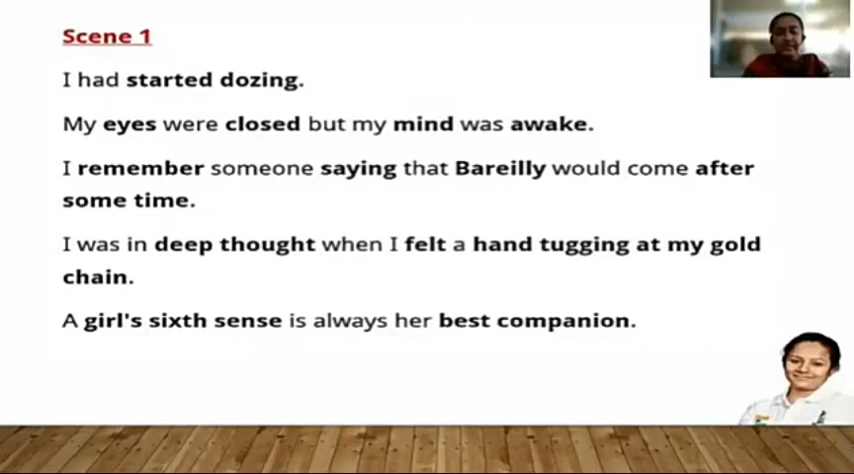 Scene 1
I had started dozing.
My eyes were closed but my mind was awake.
I remember someone saying that Bareilly would come after
some time.
I was in deep thought when I felt a hand tugging at my gold
chain.
A girl's sixth sense is always her best companion.